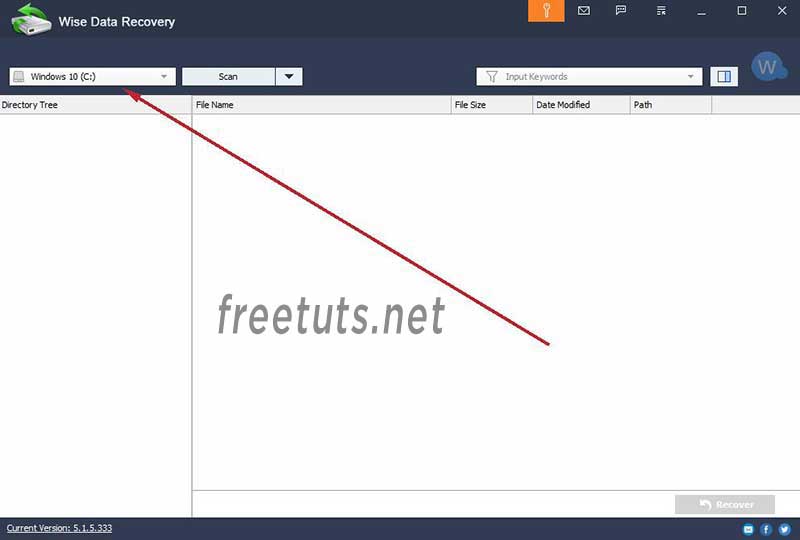 Wise Data Recovery
Windows 10 (C:) Scan Input Keywords W
Directory Tree File Name File Size Date Modified Path
freetuts.net
Recover
Current Version: 5.1.5.333